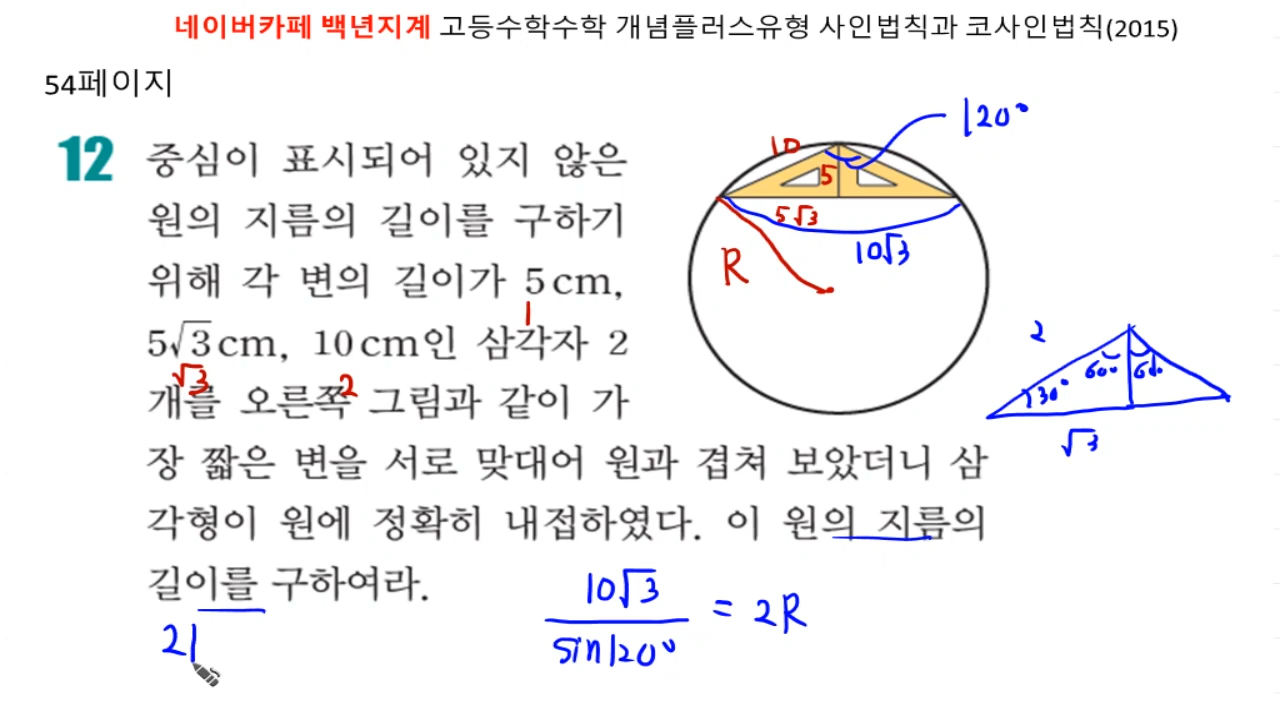 네이버카페 백년지계 고등수학수학 개념플러스유형 사인법칙과 코사인법칙(2015)
54페이지
12 중심이 표시되어 있지 않은
원의 지름의 길이를 구하기
위해 각 변의 길이가 5 cm,
1
5√3 cm, 10 cm인 삼각자 2
√3 2
개를 오른쪽 그림과 같이 가
장 짧은 변을 서로 맞대어 원과 겹쳐 보았더니 삼
각형이 원에 정확히 내접하였다. 이 원의 지름의
길이를 구하여라.
120°
10
5
5√3
10√3
R
2
60° 60°
30°
√3
10√3 / sin120° = 2R
21